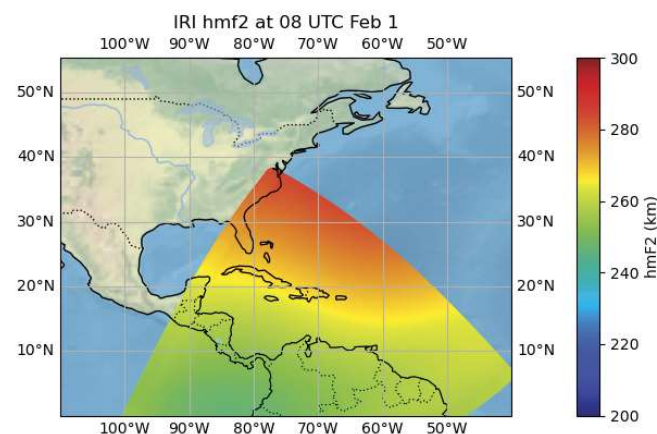 IRI hmf2 at 08 UTC Feb 1
100°W 90°W 80°W 70°W 60°W 50°W
300
50°N 50°N
280
40°N 40°N
30°N 30°N
260
20°N 20°N
240
10°N 10°N
220
200
hmF2 (km)
100°W 90°W 80°W 70°W 60°W 50°W